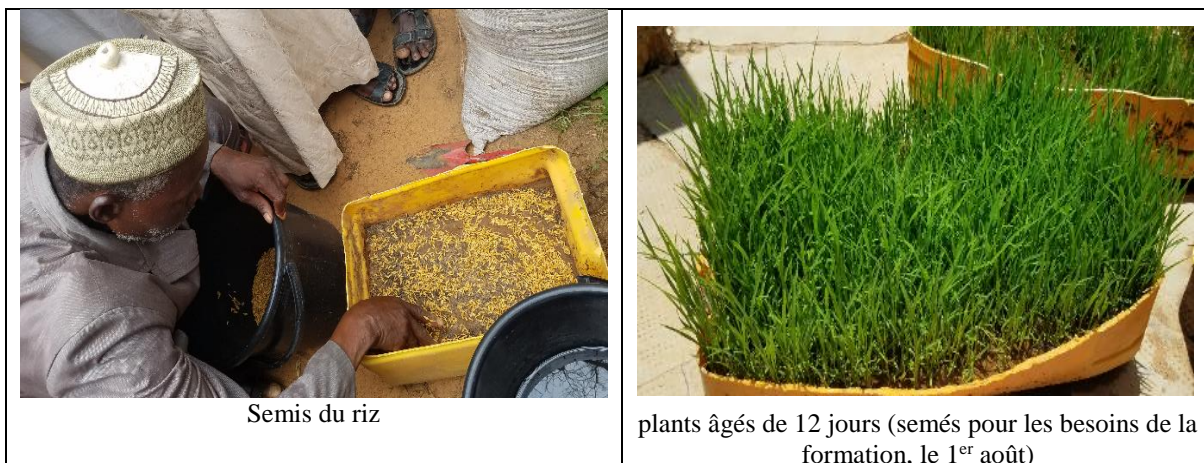 Semis du riz
plants âgés de 12 jours (semés pour les besoins de la
formation, le 1er août)